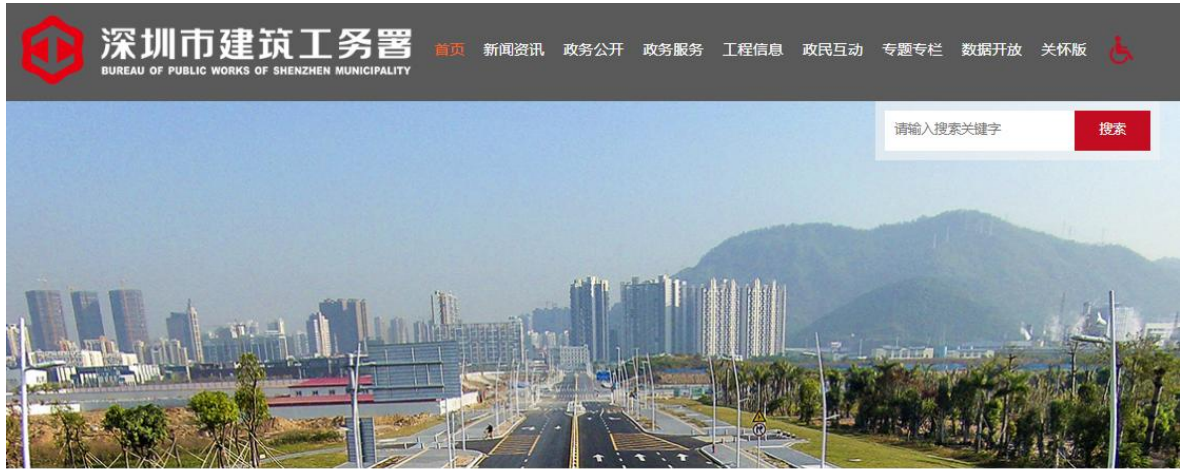 深圳市建筑工务署
BUREAU OF PUBLIC WORKS OF SHENZHEN MUNICIPALITY
首页 新闻资讯 政务公开 政务服务 工程信息 政民互动 专题专栏 数据开放 关怀版
请输入搜索关键字 搜索